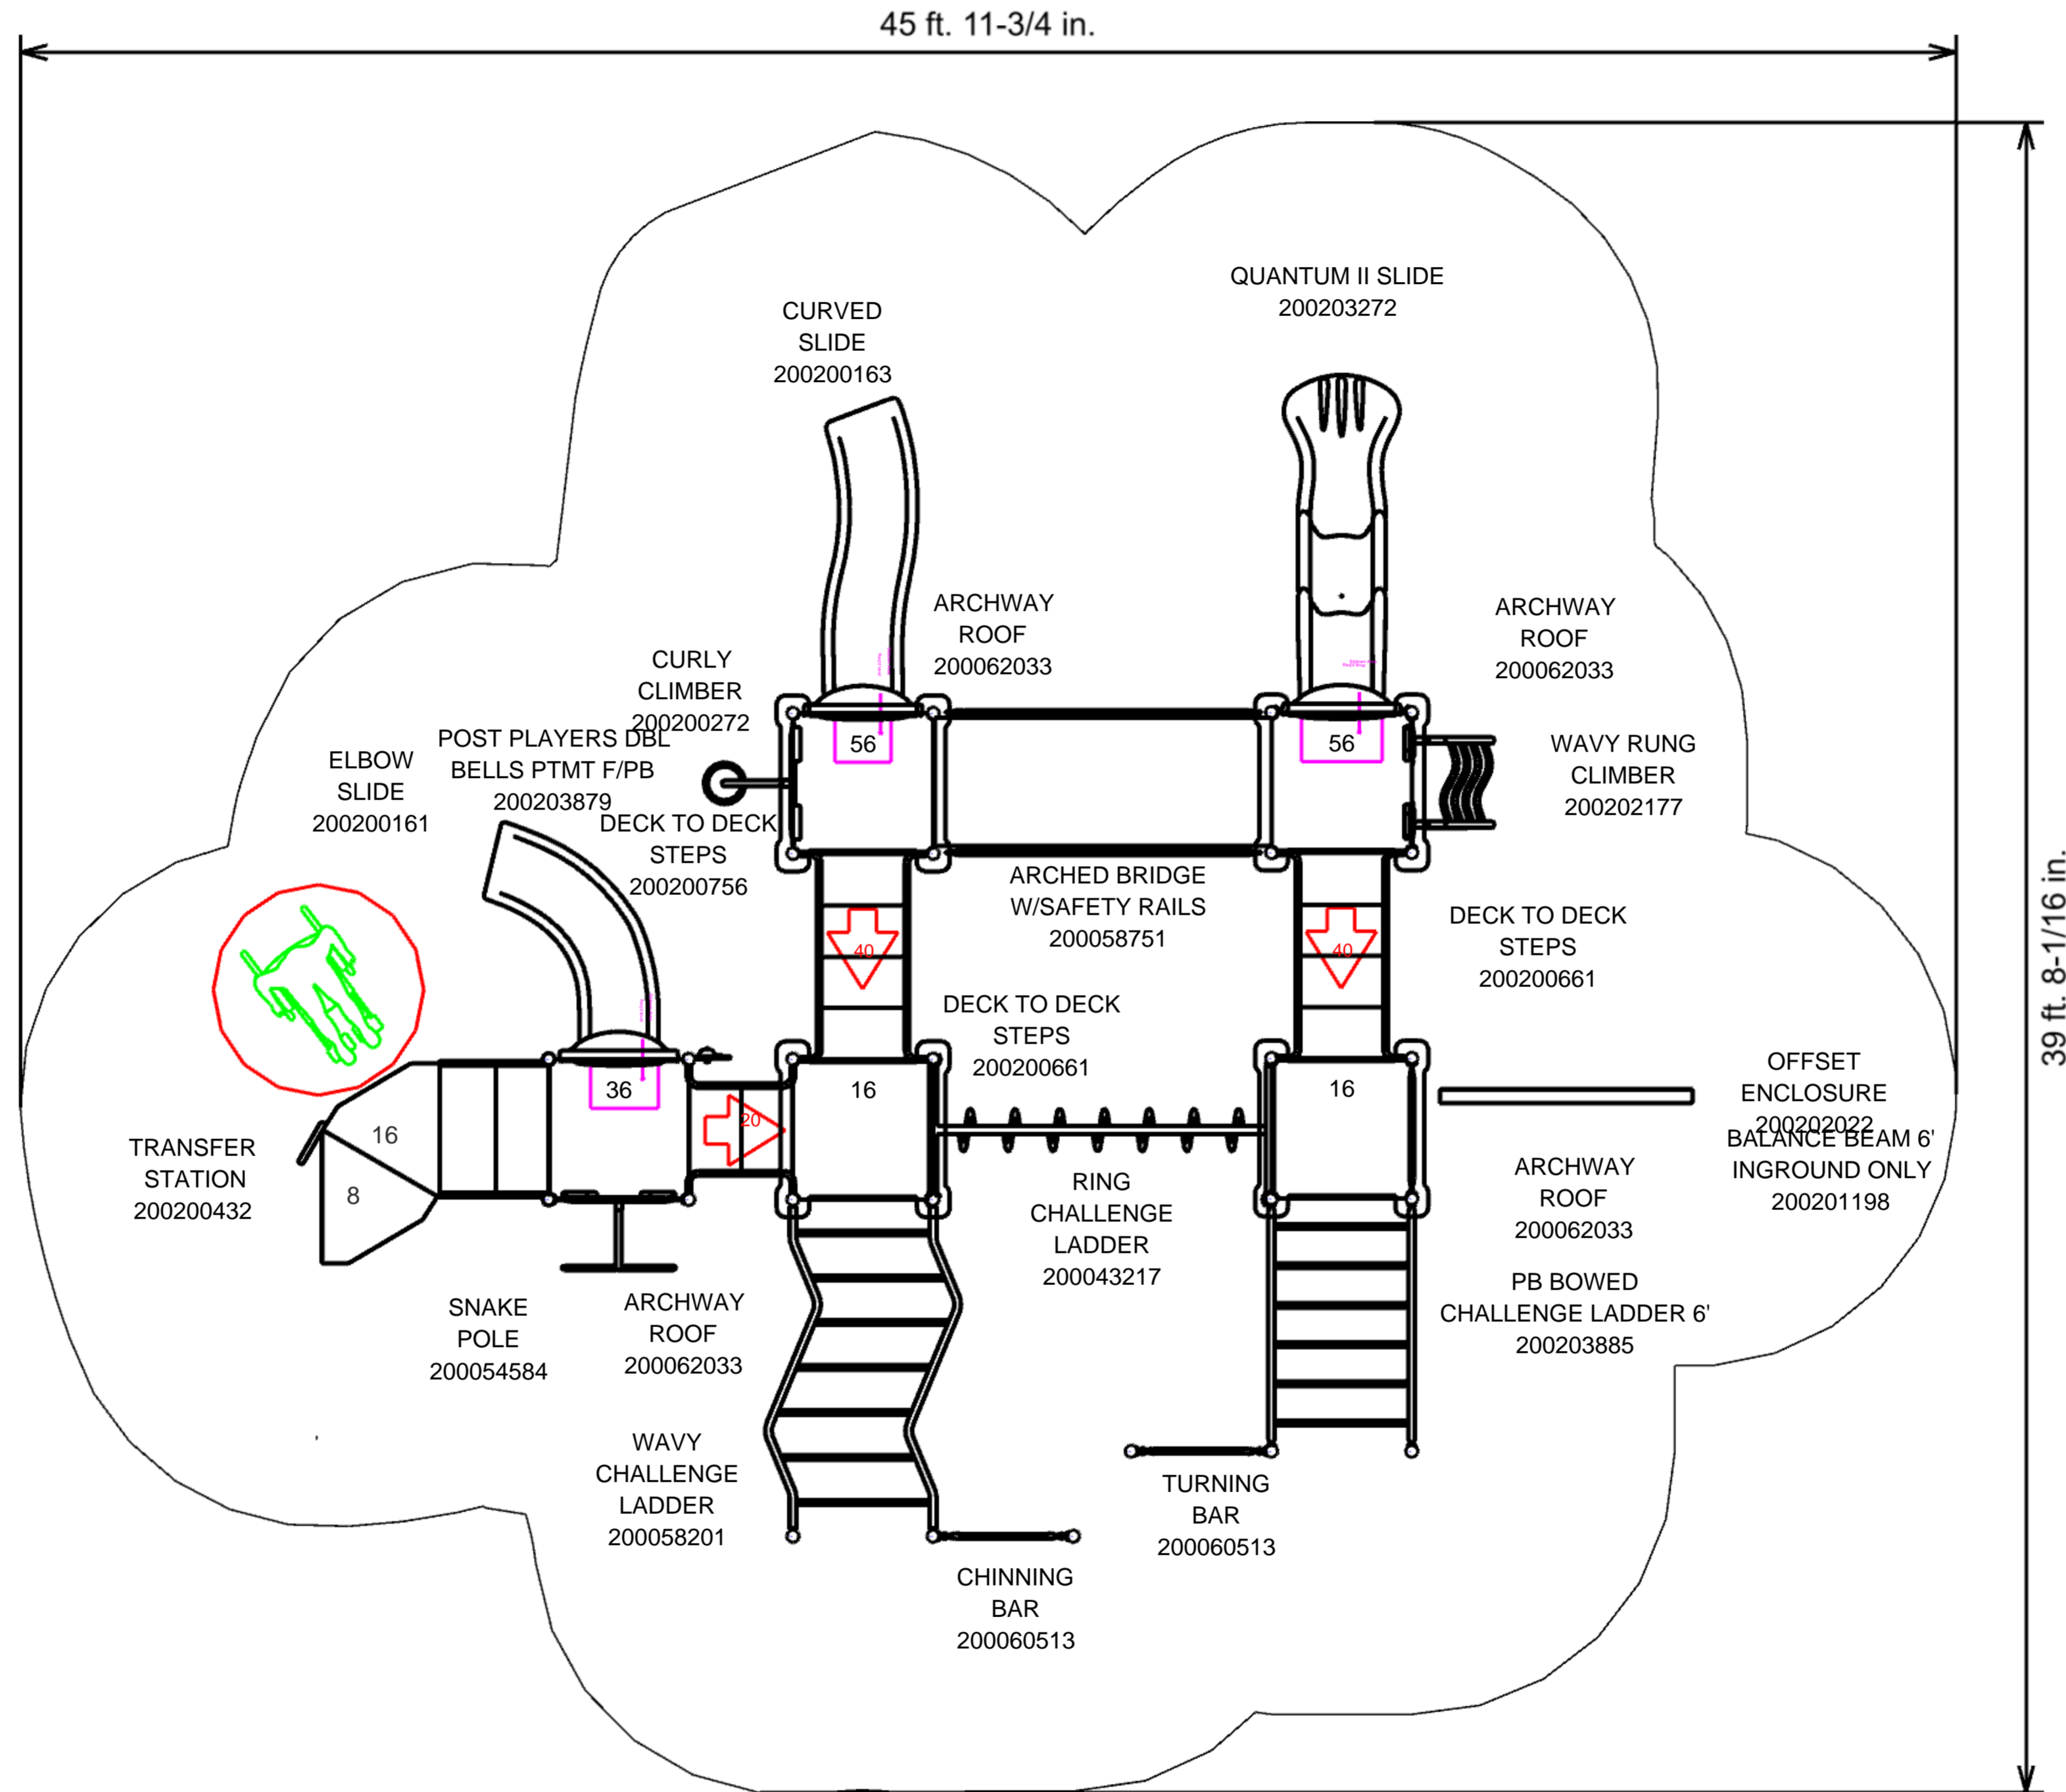 45 ft. 11-3/4 in.
QUANTUM II SLIDE
200203272
CURVED
SLIDE
200200163
ARCHWAY
ROOF
200062033
ARCHWAY
ROOF
200062033
CURLY
CLIMBER
200200272
POST PLAYERS DBL
BELLS PTMT F/PB
200203879
ELBOW
SLIDE
200200161
56
56
WAVY RUNG
CLIMBER
200202177
DECK TO DECK
STEPS
200200756
ARCHED BRIDGE
W/SAFETY RAILS
200058751
DECK TO DECK
STEPS
200200661
40
40
39 ft. 8-1/16 in.
DECK TO DECK
STEPS
200200661
36
16
16
20
16
8
OFFSET
ENCLOSURE
200202022
BALANCE BEAM 6'
INGROUND ONLY
200201198
TRANSFER
STATION
200200432
RING
CHALLENGE
LADDER
200043217
ARCHWAY
ROOF
200062033
PB BOWED
CHALLENGE LADDER 6'
200203885
SNAKE
POLE
200054584
ARCHWAY
ROOF
200062033
WAVY
CHALLENGE
LADDER
200058201
TURNING
BAR
200060513
CHINNING
BAR
200060513